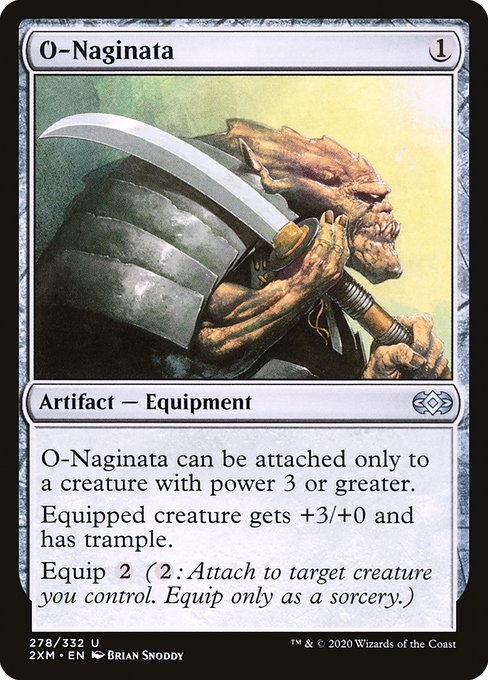 O-Naginata 1
Artifact — Equipment
O-Naginata can be attached only to
a creature with power 3 or greater.
Equipped creature gets +3/+0 and
has trample.
Equip 2 (2: Attach to target creature
you control. Equip only as a sorcery.)
278/332 U
2XM • EN Brian Snoddy
™ & © 2020 Wizards of the Coast